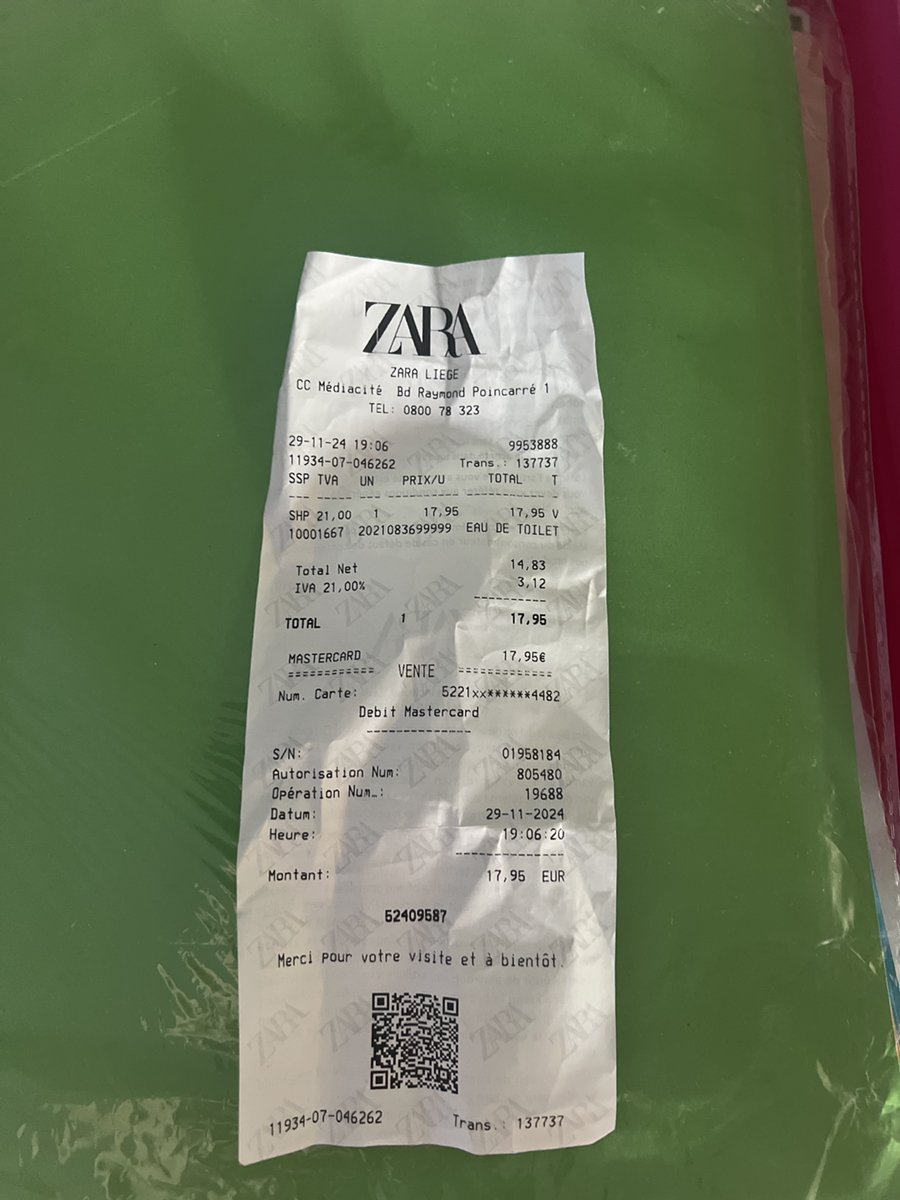 ZARA
ZARA LIEGE
CC Médiacité Bd Raymond Poincarré 1
TEL: 0800 78 323
29-11-24 19:06 9953888
11934-07-046262 Trans.: 137737
SSP TVA UN PRIX/U TOTAL T
--- ----- ---- ---------- ---------- -
SHP 21,00 1 17,95 17,95 V
10001667 2021083699999 EAU DE TOILET
Total Net 14,83
IVA 21,00% 3,12
----------
TOTAL 1 17,95
MASTERCARD 17,95€
============ VENTE =============
Num. Carte: 5221xx******4482
Debit Mastercard
--------------
S/N: 01958184
Autorisation Num: 805480
Opération Num.: 19688
Datum: 29-11-2024
Heure: 19:06:20
---------------
Montant: 17,95 EUR
52409587
Merci pour votre visite et à bientôt.
11934-07-046262 Trans.: 137737